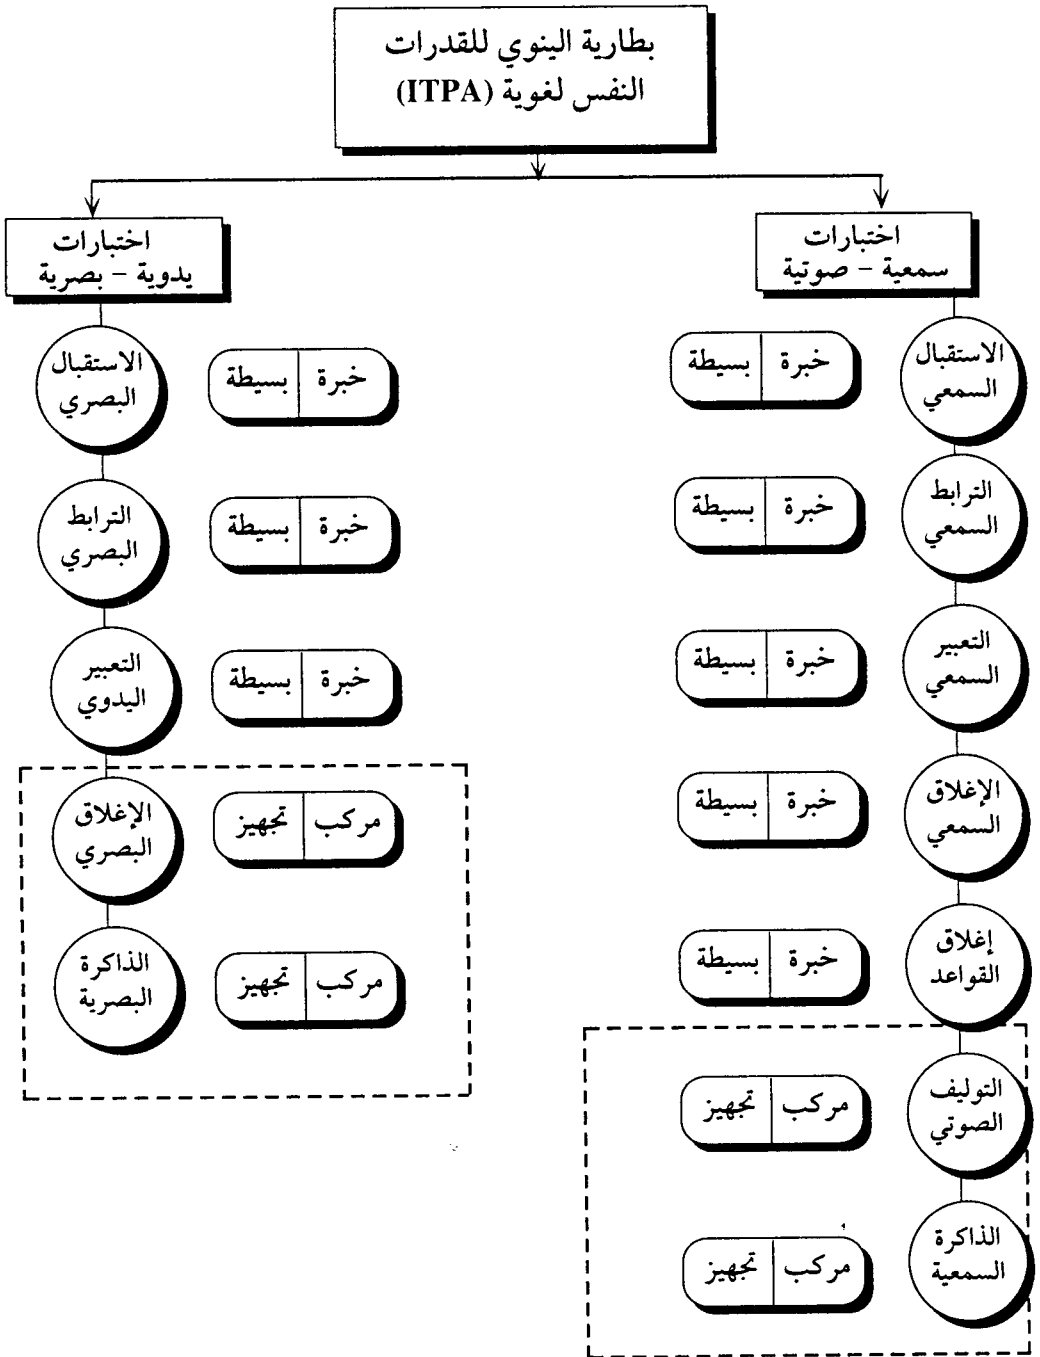 بطارية الينوي للقدرات
النفس لغوية (ITPA)
اختبارات
سمعية - صوتية
الاستقبال
السمعي
خبرة بسيطة
الترابط
السمعي
خبرة بسيطة
التعبير
السمعي
خبرة بسيطة
الإغلاق
السمعي
خبرة بسيطة
إغلاق
القواعد
خبرة بسيطة
التوليف
الصوتي
مركب تجهيز
الذاكرة
السمعية
مركب تجهيز
اختبارات
يدوية - بصرية
الاستقبال
البصري
خبرة بسيطة
الترابط
البصري
خبرة بسيطة
التعبير
اليدوي
خبرة بسيطة
الإغلاق
البصري
مركب تجهيز
الذاكرة
البصرية
مركب تجهيز